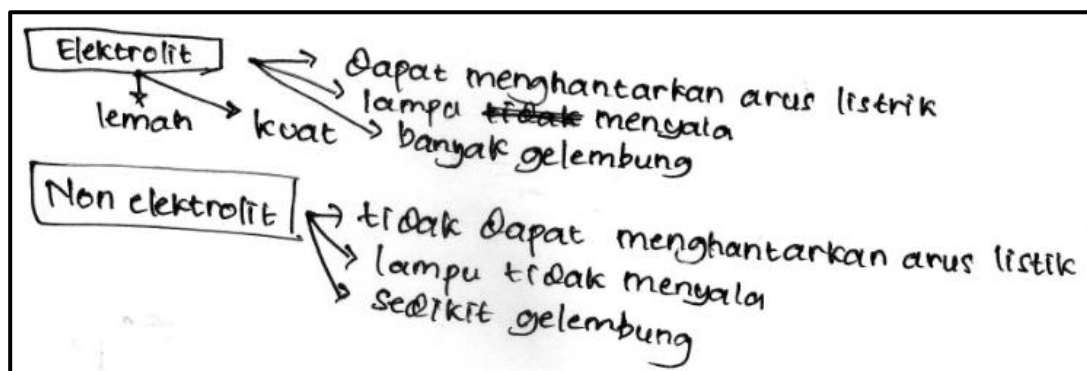 Elektrolit
Dapat menghantarkan arus listrik
lampu tidak menyala
banyak gelembung
lemah
kuat
Non elektrolit
tidak Dapat menghantarkan arus listik
lampu tidak menyala
sedikit gelembung